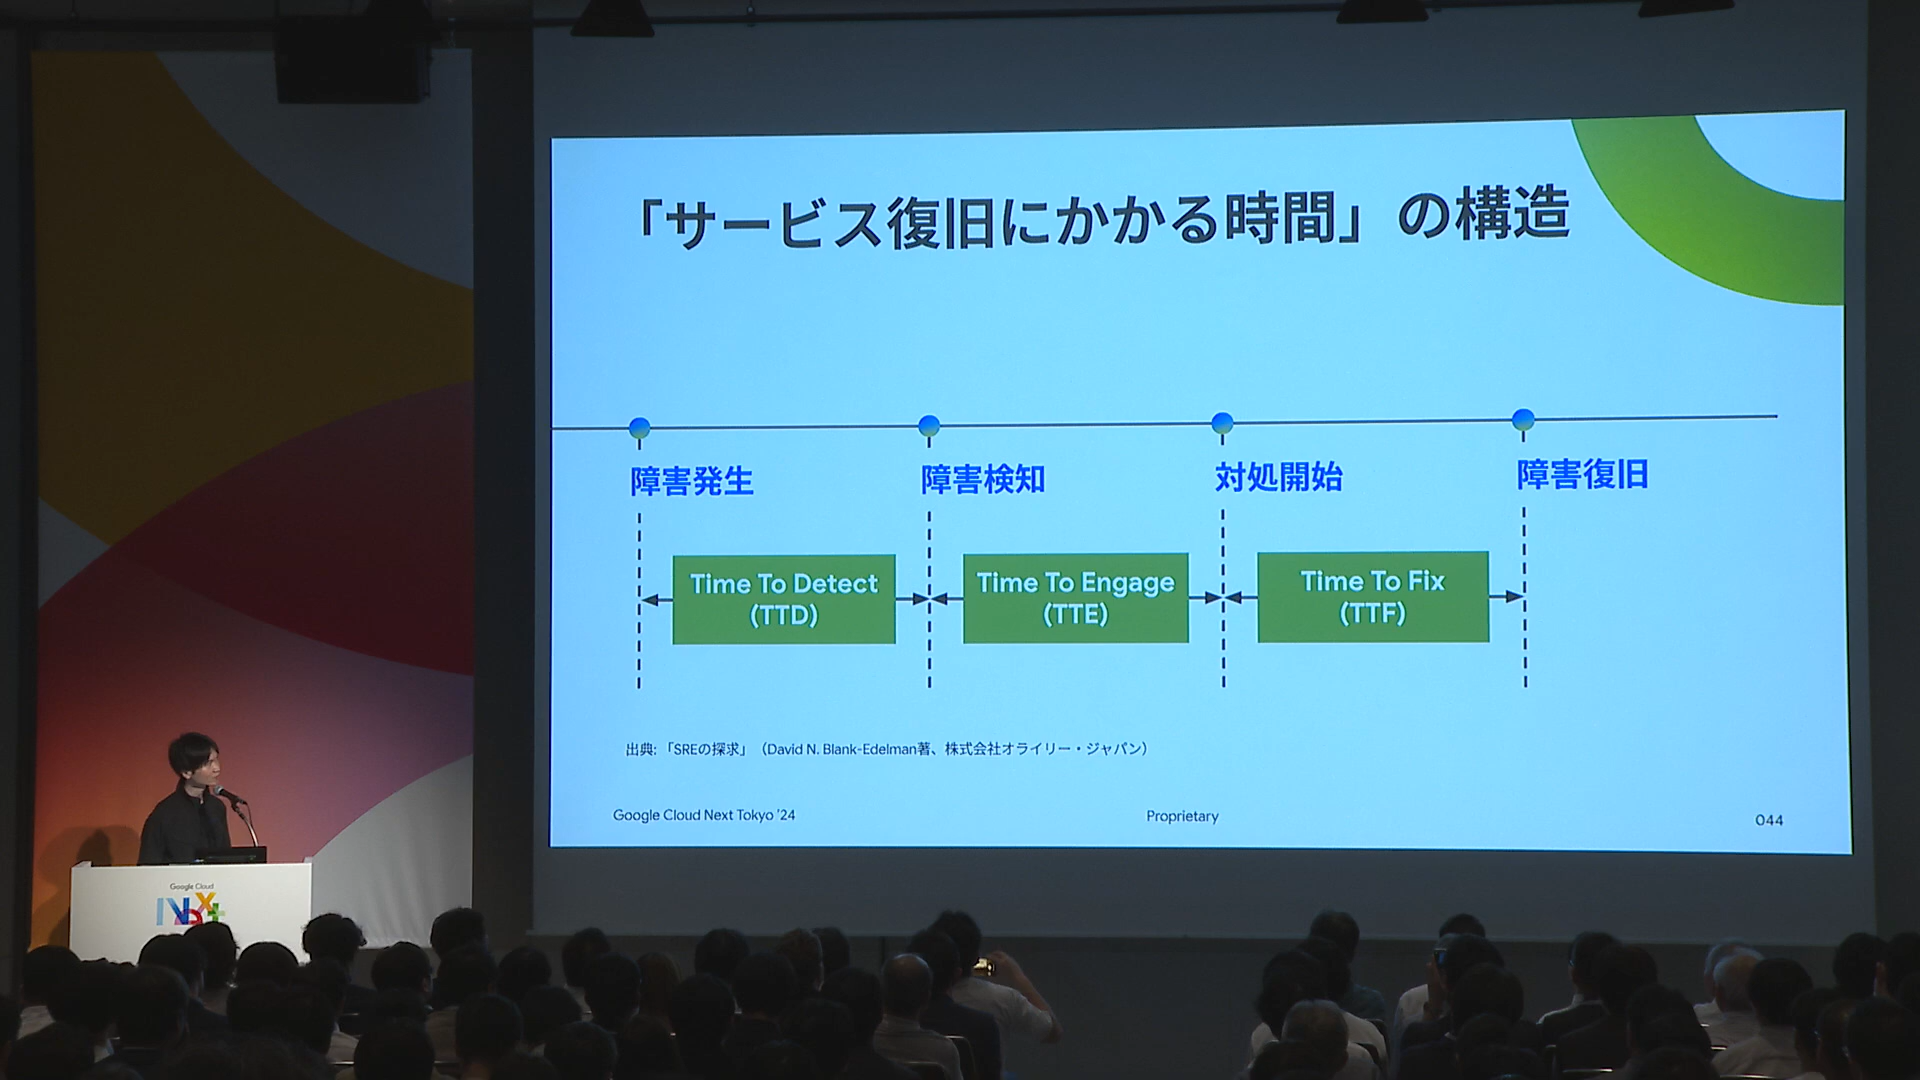 「サービス復旧にかかる時間」の構造
障害発生
障害検知
対処開始
障害復旧
Time To Detect
(TTD)
Time To Engage
(TTE)
Time To Fix
(TTF)
出典: 「SREの探求」（David N. Blank-Edelman著、株式会社オライリー・ジャパン）
Google Cloud Next Tokyo '24
Proprietary
044
Google Cloud
Next